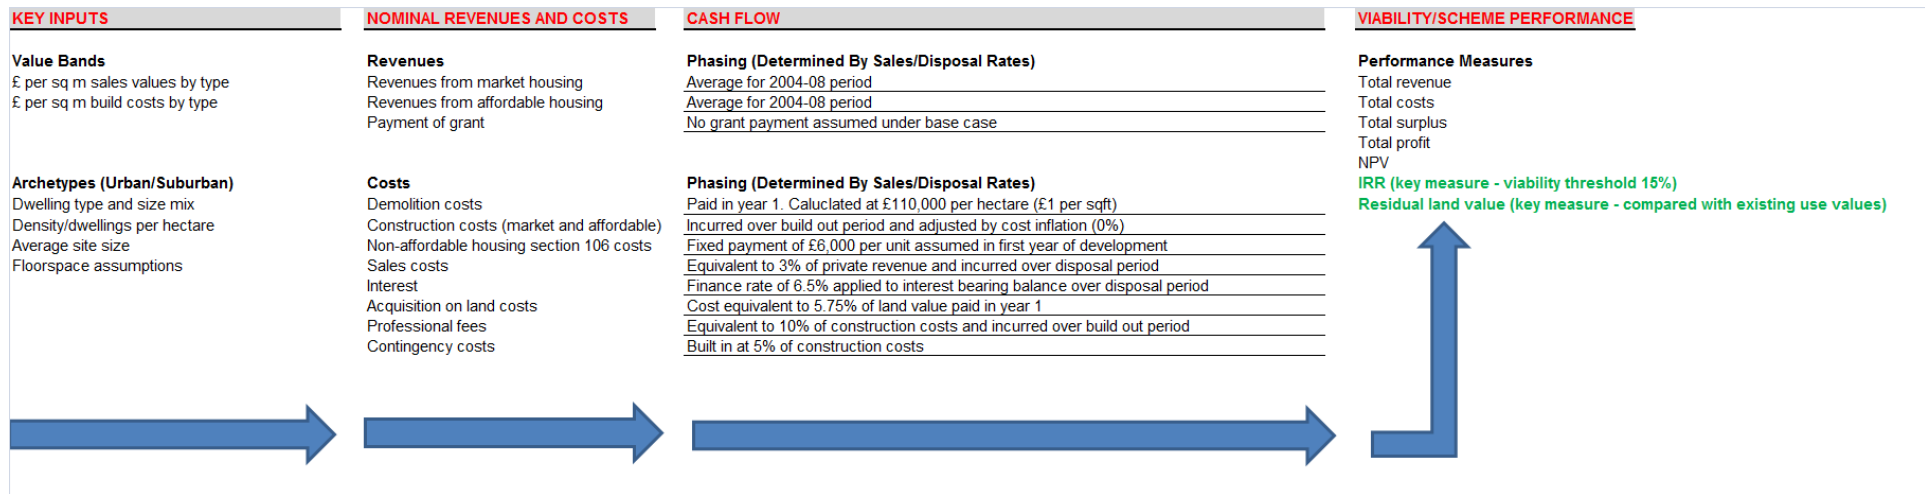 KEY INPUTS
Value Bands
£ per sq m sales values by type
£ per sq m build costs by type
Archetypes (Urban/Suburban)
Dwelling type and size mix
Density/dwellings per hectare
Average site size
Floorspace assumptions
NOMINAL REVENUES AND COSTS
Revenues
Revenues from market housing
Revenues from affordable housing
Payment of grant
Costs
Demolition costs
Construction costs (market and affordable)
Non-affordable housing section 106 costs
Sales costs
Interest
Acquisition on land costs
Professional fees
Contingency costs
CASH FLOW
Phasing (Determined By Sales/Disposal Rates)
Average for 2004-08 period
Average for 2004-08 period
No grant payment assumed under base case
Phasing (Determined By Sales/Disposal Rates)
Paid in year 1. Caluclated at £110,000 per hectare (£1 per sqft)
Incurred over build out period and adjusted by cost inflation (0%)
Fixed payment of £6,000 per unit assumed in first year of development
Equivalent to 3% of private revenue and incurred over disposal period
Finance rate of 6.5% applied to interest bearing balance over disposal period
Cost equivalent to 5.75% of land value paid in year 1
Equivalent to 10% of construction costs and incurred over build out period
Built in at 5% of construction costs
VIABILITY/SCHEME PERFORMANCE
Performance Measures
Total revenue
Total costs
Total surplus
Total profit
NPV
IRR (key measure - viability threshold 15%)
Residual land value (key measure - compared with existing use values)